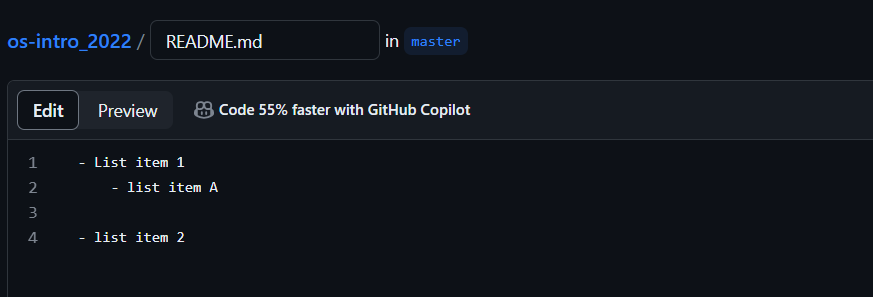 os-intro_2022 / README.md in master
Edit Preview Code 55% faster with GitHub Copilot
1 - List item 1
2 - list item A
3
4 - list item 2